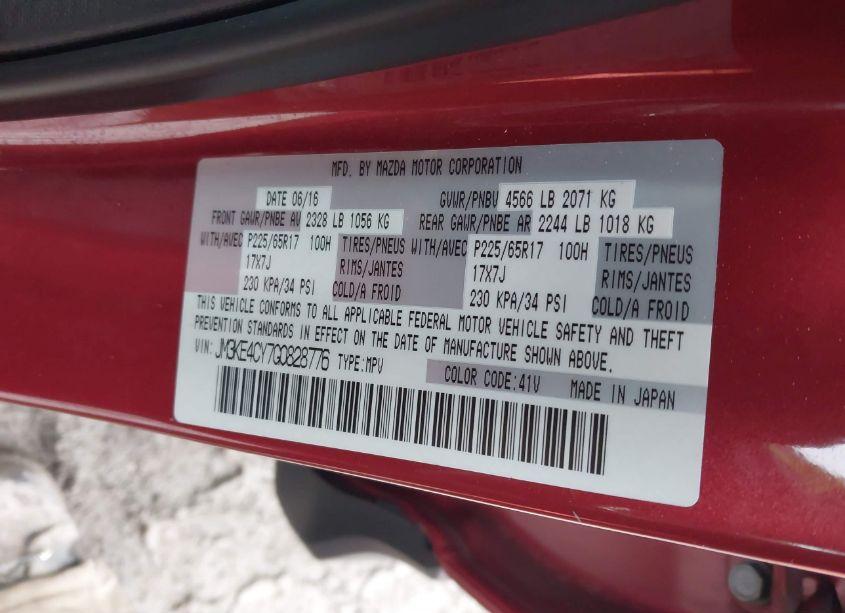 MFD. BY MAZDA MOTOR CORPORATION
DATE 06/16 GVWR/PNBV 4566 LB 2071 KG
FRONT GAWR/PNBE AV 2328 LB 1056 KG REAR GAWR/PNBE AR 2244 LB 1018 KG
WITH/AVEC P225/65R17 100H TIRES/PNEUS WITH/AVEC P225/65R17 100H TIRES/PNEUS
17X7J RIMS/JANTES 17X7J RIMS/JANTES
230 KPA/34 PSI COLD/A FROID 230 KPA/34 PSI COLD/A FROID
THIS VEHICLE CONFORMS TO ALL APPLICABLE FEDERAL MOTOR VEHICLE SAFETY AND THEFT
PREVENTION STANDARDS IN EFFECT ON THE DATE OF MANUFACTURE SHOWN ABOVE.
VIN: JM3KE4CY7G0828776 TYPE:MPV
COLOR CODE:41V MADE IN JAPAN